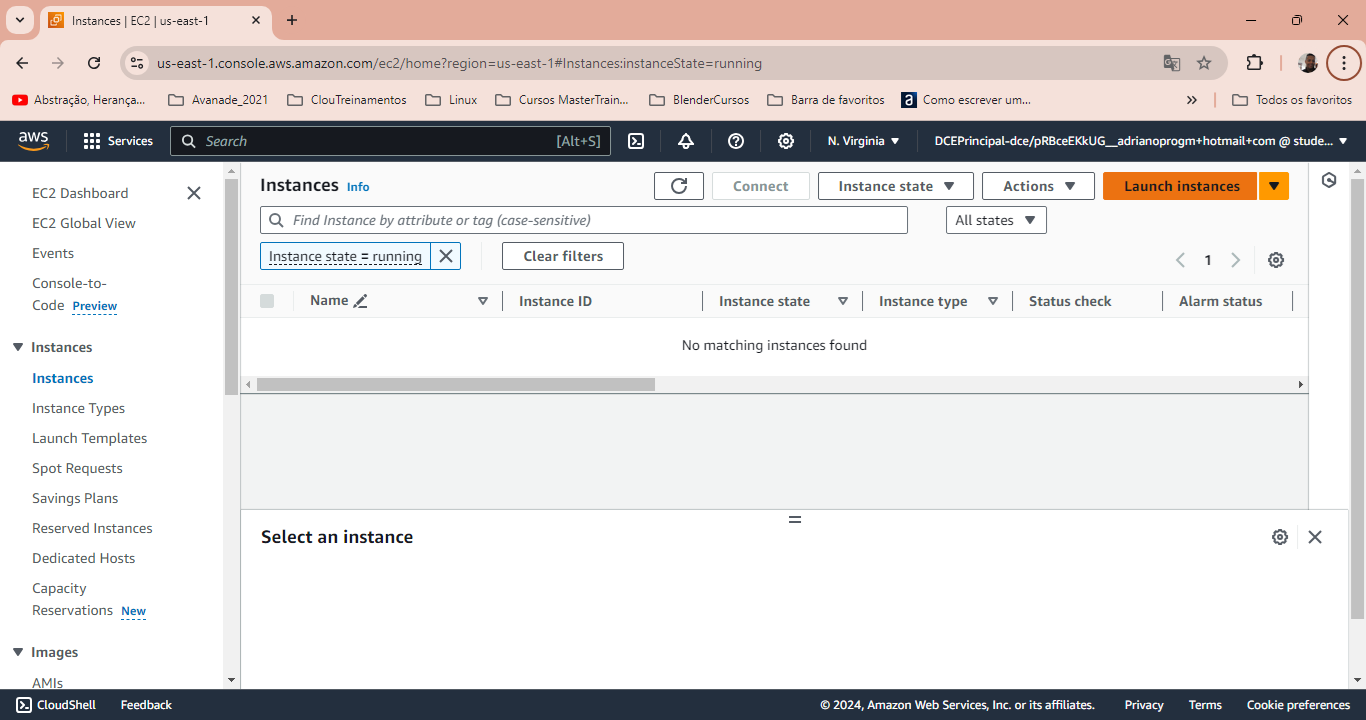 Instances | EC2 | us-east-1
us-east-1.console.aws.amazon.com/ec2/home?region=us-east-1#Instances:instanceState=running
Abstração, Herança... Avanade_2021 ClouTreinamentos Linux Cursos MasterTrain... BlenderCursos Barra de favoritos a Como escrever um... » Todos os favoritos
aws Services Search [Alt+S] N. Virginia DCEPrincipal-dce/pRBceEKkUG__adrianoprogm+hotmail+com @ stude...
EC2 Dashboard
EC2 Global View
Events
Console-to-
Code Preview
Instances
Instances
Instance Types
Launch Templates
Spot Requests
Savings Plans
Reserved Instances
Dedicated Hosts
Capacity
Reservations New
Images
AMIs
Instances Info Connect Instance state Actions Launch instances
Find Instance by attribute or tag (case-sensitive) All states
Instance state = running Clear filters 1
Name Instance ID Instance state Instance type Status check Alarm status
No matching instances found
Select an instance
CloudShell Feedback © 2024, Amazon Web Services, Inc. or its affiliates. Privacy Terms Cookie preferences